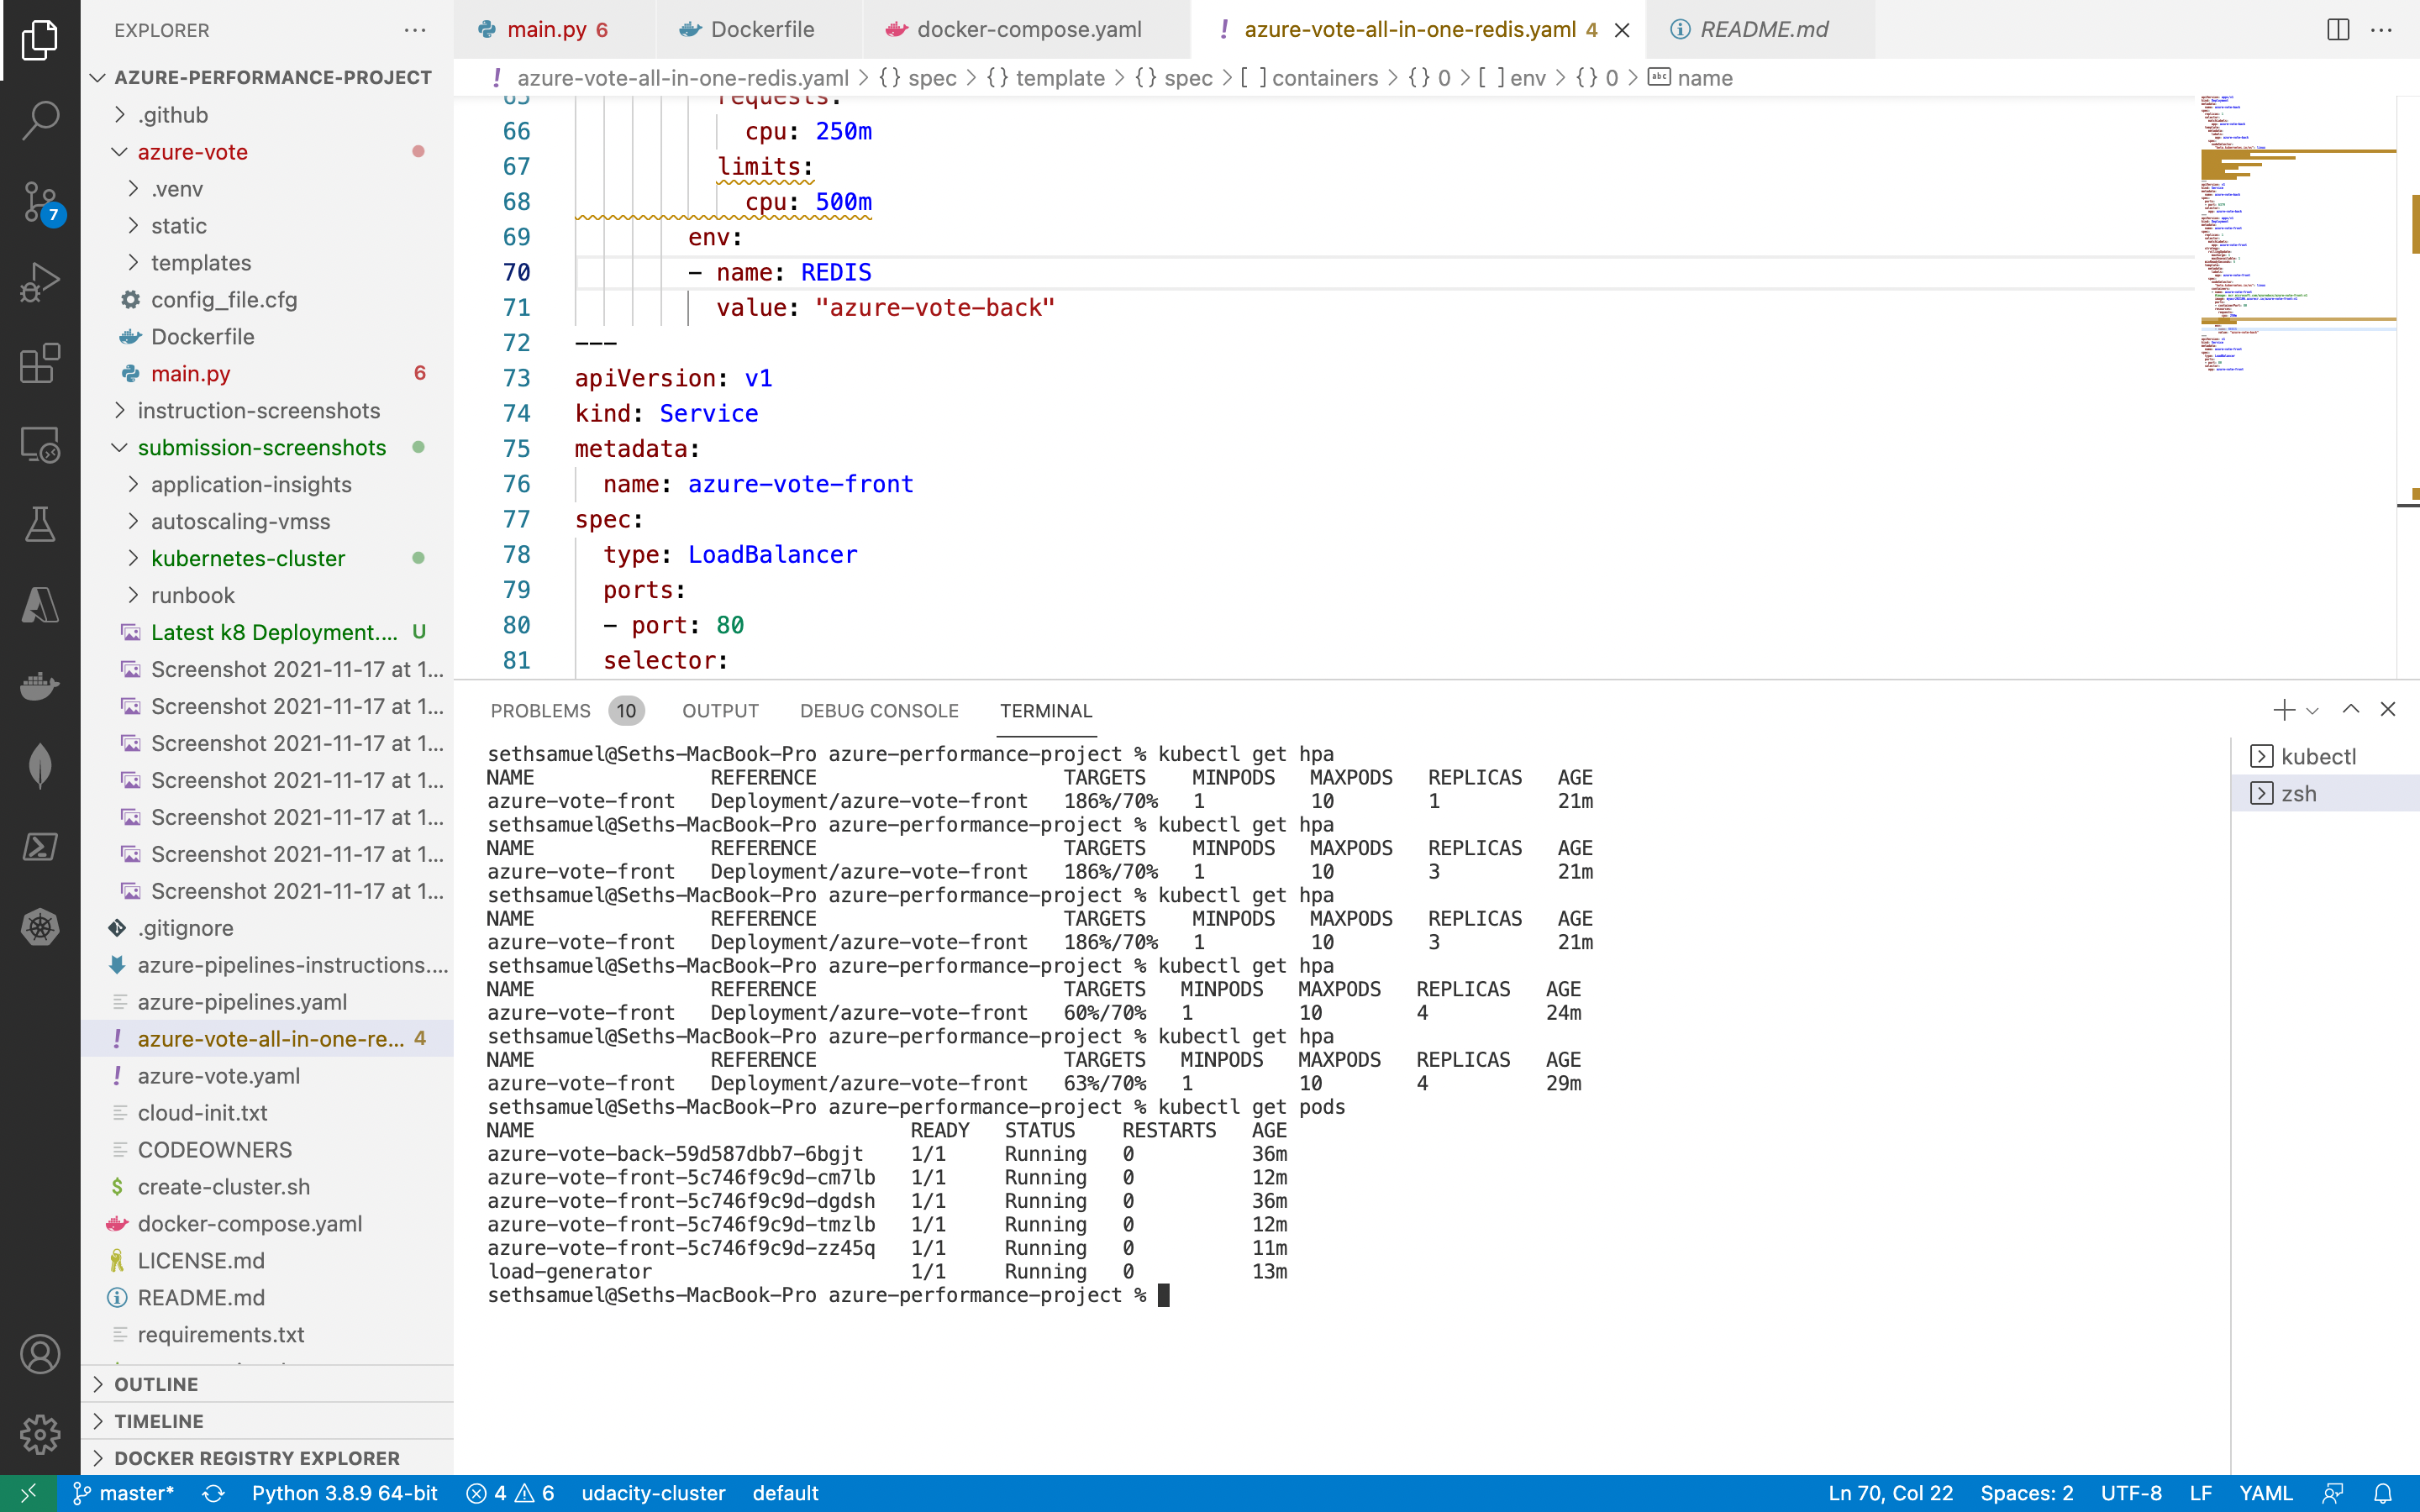 EXPLORER
AZURE-PERFORMANCE-PROJECT
.github
azure-vote
.venv
static
templates
config_file.cfg
Dockerfile
main.py 6
instruction-screenshots
submission-screenshots
application-insights
autoscaling-vmss
kubernetes-cluster
runbook
Latest k8 Deployment.... U
Screenshot 2021-11-17 at 1...
Screenshot 2021-11-17 at 1...
Screenshot 2021-11-17 at 1...
Screenshot 2021-11-17 at 1...
Screenshot 2021-11-17 at 1...
Screenshot 2021-11-17 at 1...
Screenshot 2021-11-17 at 1...
.gitignore
azure-pipelines-instructions....
azure-pipelines.yaml
azure-vote-all-in-one-re... 4
azure-vote.yaml
cloud-init.txt
CODEOWNERS
create-cluster.sh
docker-compose.yaml
LICENSE.md
README.md
requirements.txt
OUTLINE
TIMELINE
DOCKER REGISTRY EXPLORER
7
main.py 6 Dockerfile docker-compose.yaml ! azure-vote-all-in-one-redis.yaml 4 README.md
! azure-vote-all-in-one-redis.yaml > {} spec > {} template > {} spec > [ ] containers > {} 0 > [ ] env > {} 0 > abc name
65 requests:
66 cpu: 250m
67 limits:
68 cpu: 500m
69 env:
70 - name: REDIS
71 value: "azure-vote-back"
72 ---
73 apiVersion: v1
74 kind: Service
75 metadata:
76 name: azure-vote-front
77 spec:
78 type: LoadBalancer
79 ports:
80 - port: 80
81 selector:
PROBLEMS 10 OUTPUT DEBUG CONSOLE TERMINAL
sethsamuel@Seths-MacBook-Pro azure-performance-project % kubectl get hpa
NAME REFERENCE TARGETS MINPODS MAXPODS REPLICAS AGE
azure-vote-front Deployment/azure-vote-front 186%/70% 1 10 1 21m
sethsamuel@Seths-MacBook-Pro azure-performance-project % kubectl get hpa
NAME REFERENCE TARGETS MINPODS MAXPODS REPLICAS AGE
azure-vote-front Deployment/azure-vote-front 186%/70% 1 10 3 21m
sethsamuel@Seths-MacBook-Pro azure-performance-project % kubectl get hpa
NAME REFERENCE TARGETS MINPODS MAXPODS REPLICAS AGE
azure-vote-front Deployment/azure-vote-front 186%/70% 1 10 3 21m
sethsamuel@Seths-MacBook-Pro azure-performance-project % kubectl get hpa
NAME REFERENCE TARGETS MINPODS MAXPODS REPLICAS AGE
azure-vote-front Deployment/azure-vote-front 60%/70% 1 10 4 24m
sethsamuel@Seths-MacBook-Pro azure-performance-project % kubectl get hpa
NAME REFERENCE TARGETS MINPODS MAXPODS REPLICAS AGE
azure-vote-front Deployment/azure-vote-front 63%/70% 1 10 4 29m
sethsamuel@Seths-MacBook-Pro azure-performance-project % kubectl get pods
NAME READY STATUS RESTARTS AGE
azure-vote-back-59d587dbb7-6bgjt 1/1 Running 0 36m
azure-vote-front-5c746f9c9d-cm7lb 1/1 Running 0 12m
azure-vote-front-5c746f9c9d-dgdsh 1/1 Running 0 36m
azure-vote-front-5c746f9c9d-tmzlb 1/1 Running 0 12m
azure-vote-front-5c746f9c9d-zz45q 1/1 Running 0 11m
load-generator 1/1 Running 0 13m
sethsamuel@Seths-MacBook-Pro azure-performance-project %
kubectl
zsh
master* Python 3.8.9 64-bit 4 6 udacity-cluster default Ln 70, Col 22 Spaces: 2 UTF-8 LF YAML